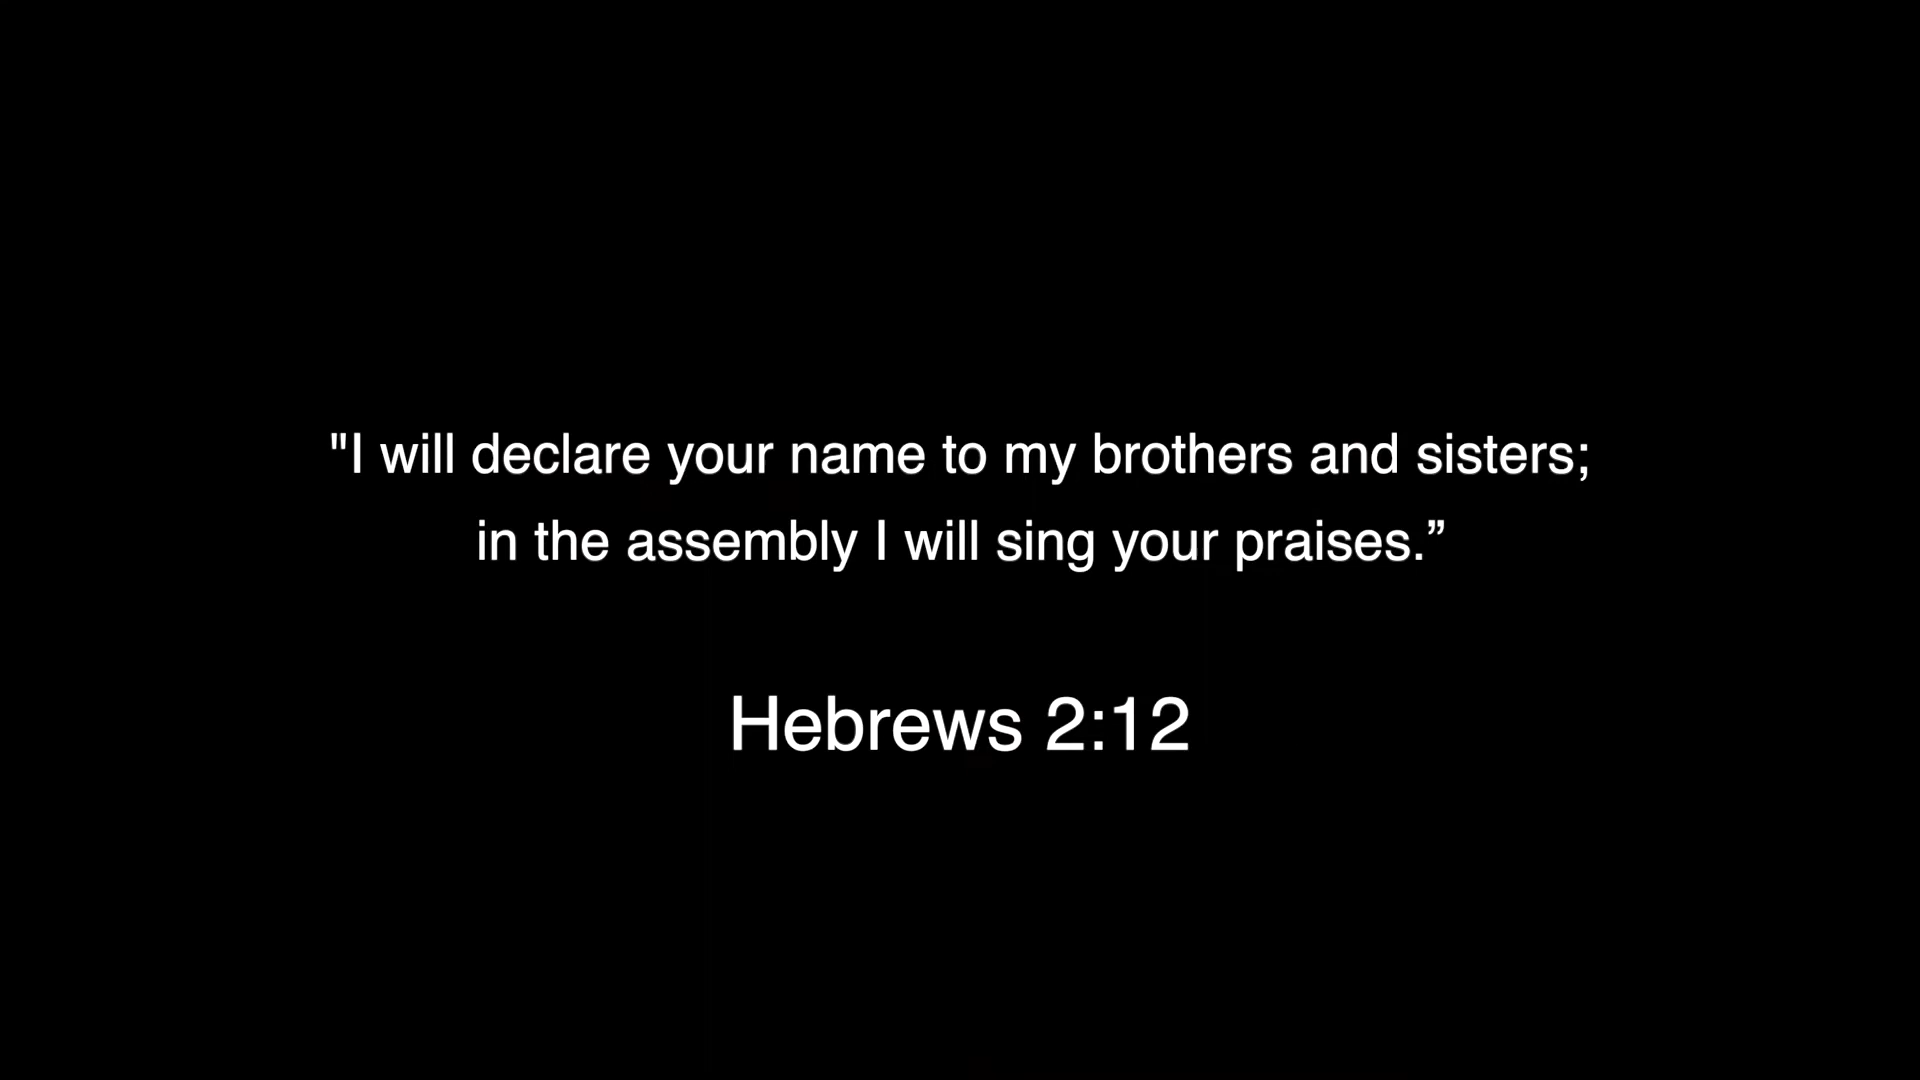 "I will declare your name to my brothers and sisters;
in the assembly I will sing your praises.”
Hebrews 2:12